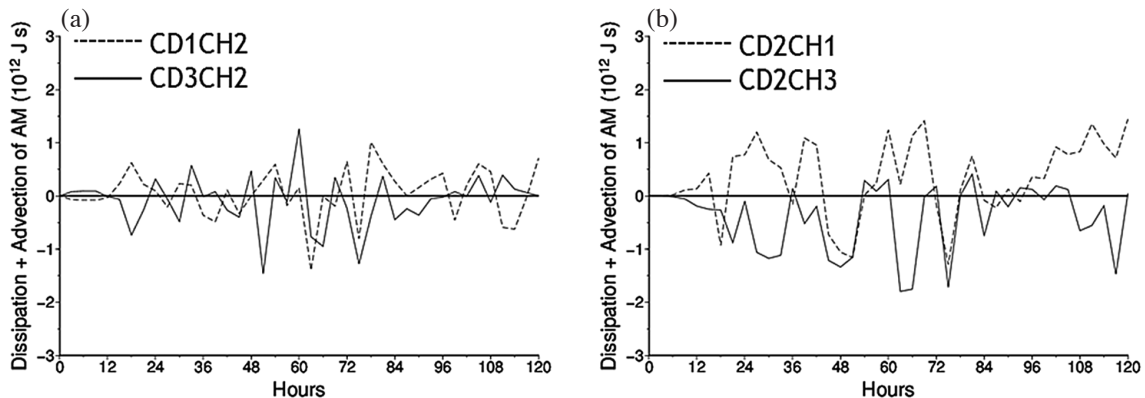 (a)
CD1CH2
CD3CH2
Dissipation + Advection of AM (10¹² J s)
3
2
1
0
−1
−2
−3
0 12 24 36 48 60 72 84 96 108 120
Hours
(b)
CD2CH1
CD2CH3
Dissipation + Advection of AM (10¹² J s)
3
2
1
0
−1
−2
−3
0 12 24 36 48 60 72 84 96 108 120
Hours